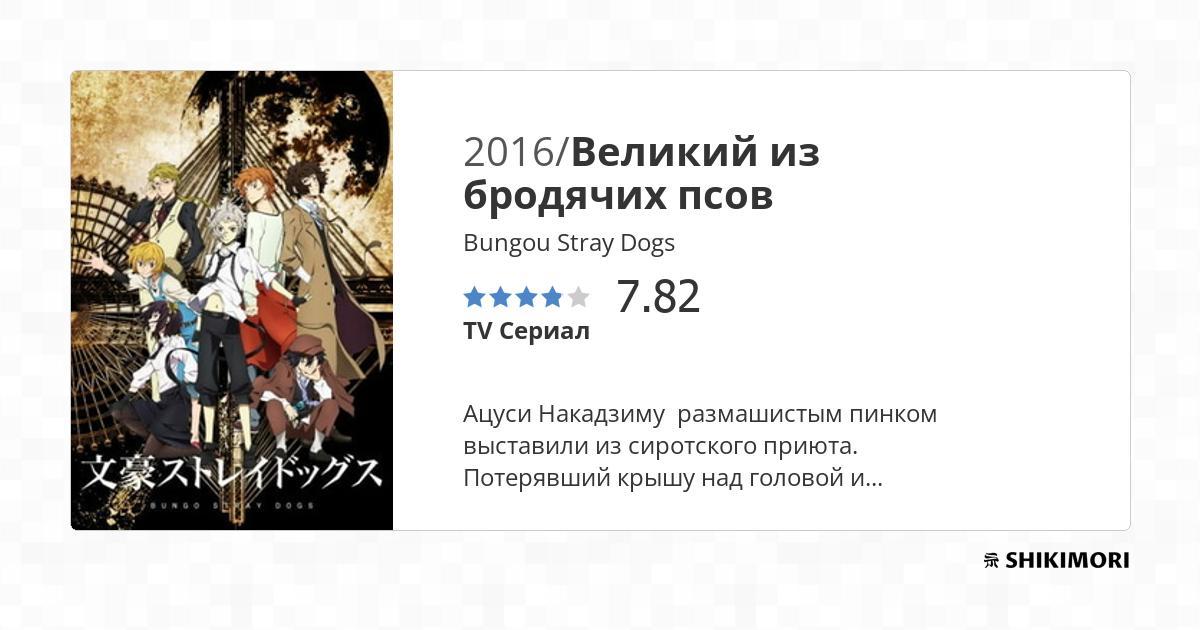 2016/Великий из
бродячих псов
Bungou Stray Dogs
7.82
TV Сериал
Ацуси Накадзиму размашистым пинком
выставили из сиротского приюта.
Потерявший крышу над головой и...
文豪ストレイドッグス
BUNGO STRAY DOGS
SHIKIMORI